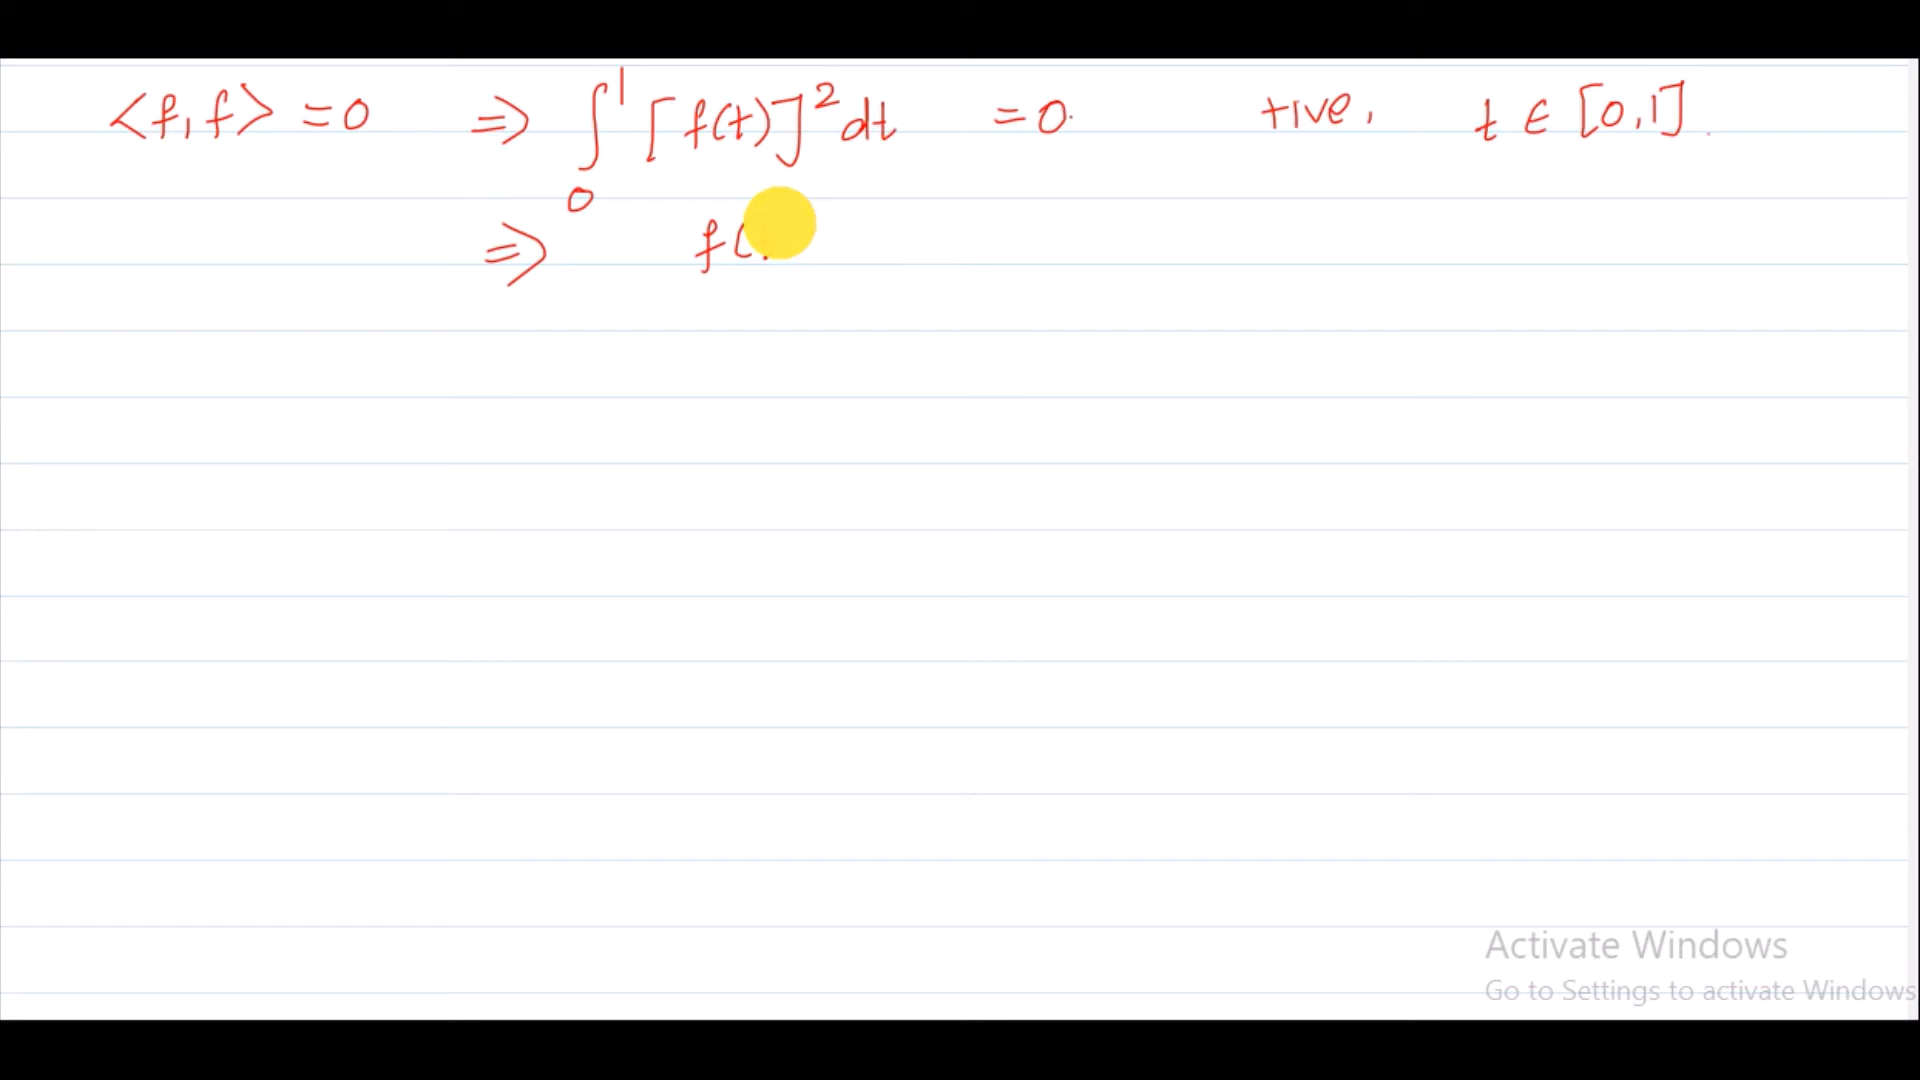 <f, f> = 0 => ∫₀¹ [f(t)]² dt = 0. +ive, t ∈ [0,1].
=> f(
Activate Windows
Go to Settings to activate Windows